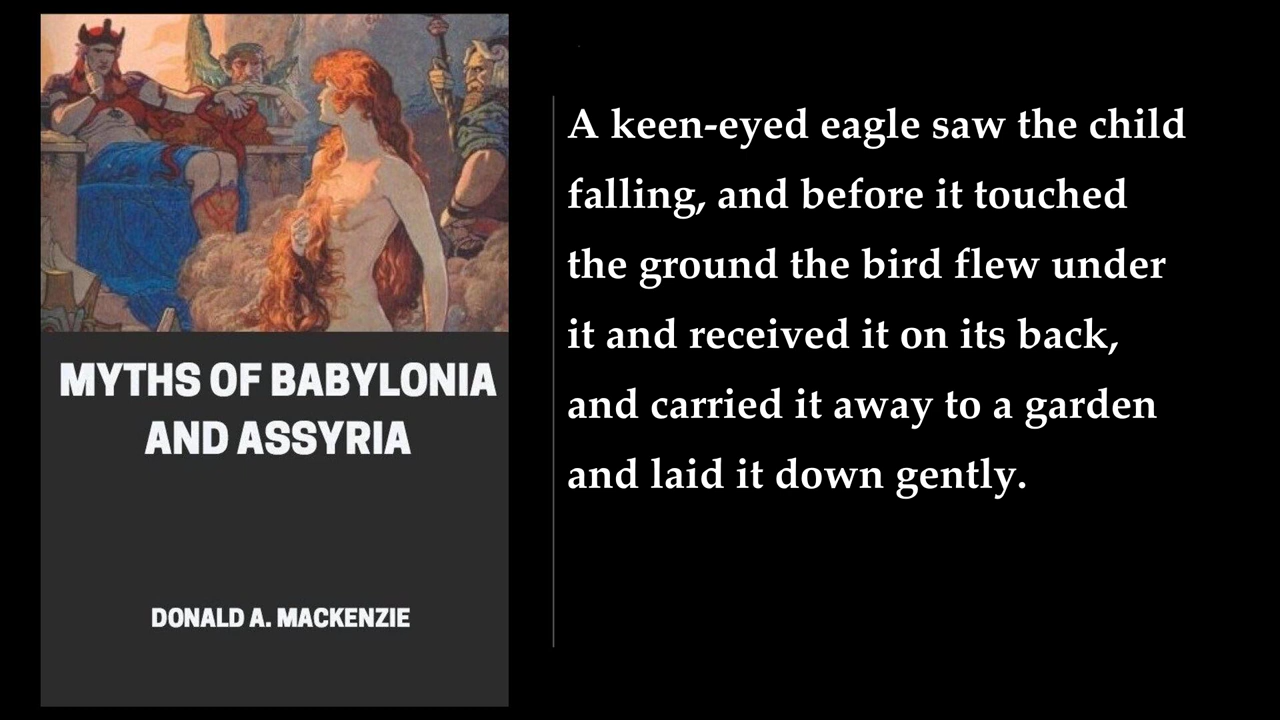 MYTHS OF BABYLONIA
AND ASSYRIA
DONALD A. MACKENZIE
A keen-eyed eagle saw the child
falling, and before it touched
the ground the bird flew under
it and received it on its back,
and carried it away to a garden
and laid it down gently.